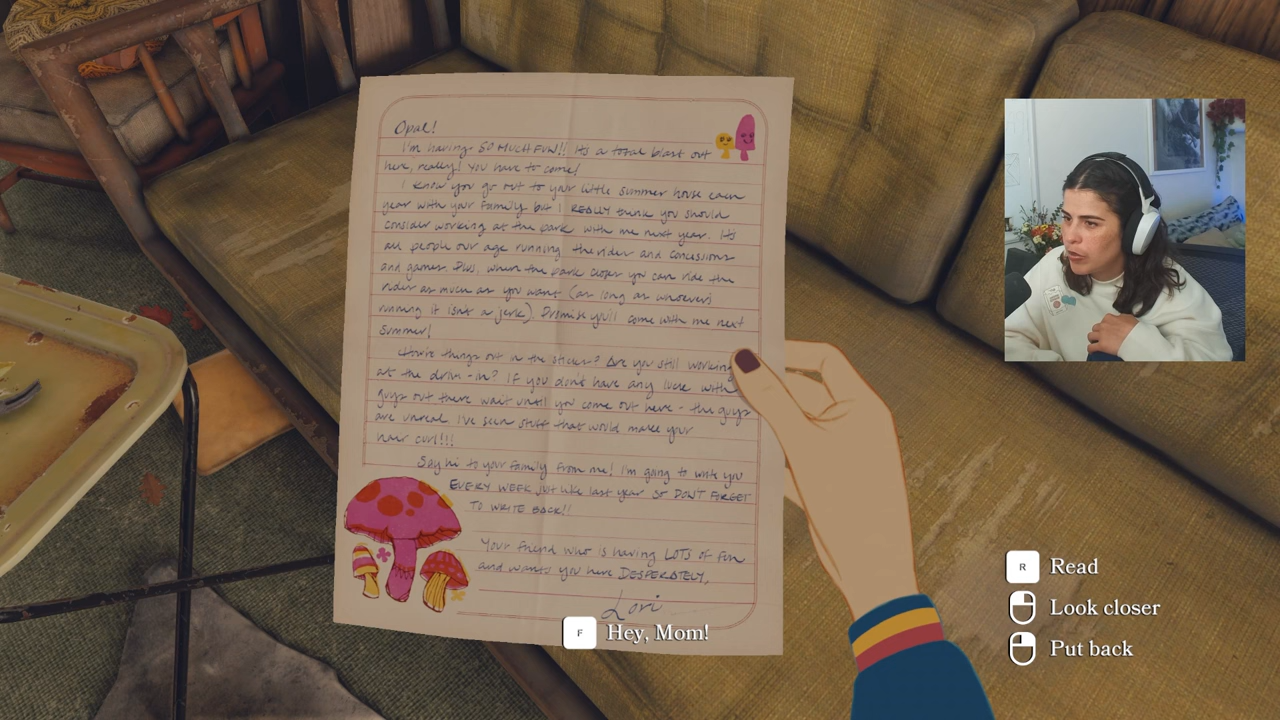 Opal!
I'm having SO MUCH FUN!! It's a total blast out
here, really! You have to come!
I know you go out to your little summer house each
year with your family but I REALLY think you should
consider working at the park with me next year. It's
all people our age running the rides and concessions
and games. Plus, when the park closes you can ride the
rides as much as you want (as long as whoever's
running it isn't a jerk). Promise you'll come with me next
summer!
How're things out in the sticks? Are you still working
at the drive-in? If you don't have any luck with
guys out there wait until you come out here - the guys
are unreal. I've seen stuff that would make your
hair curl!!!
Say hi to your family from me! I'm going to write you
EVERY WEEK just like last year so DON'T FORGET
TO WRITE BACK!!
Your friend who is having LOTS of fun
and wants you here DESPERATELY,
Lori
F Hey, Mom!
R Read
Look closer
Put back